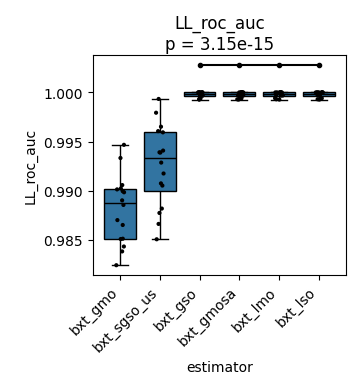 LL_roc_auc
p = 3.15e-15
LL_roc_auc
1.000
0.995
0.990
0.985
bxt_gmo
bxt_sgso_us
bxt_gso
bxt_gmosa
bxt_lmo
bxt_lso
estimator